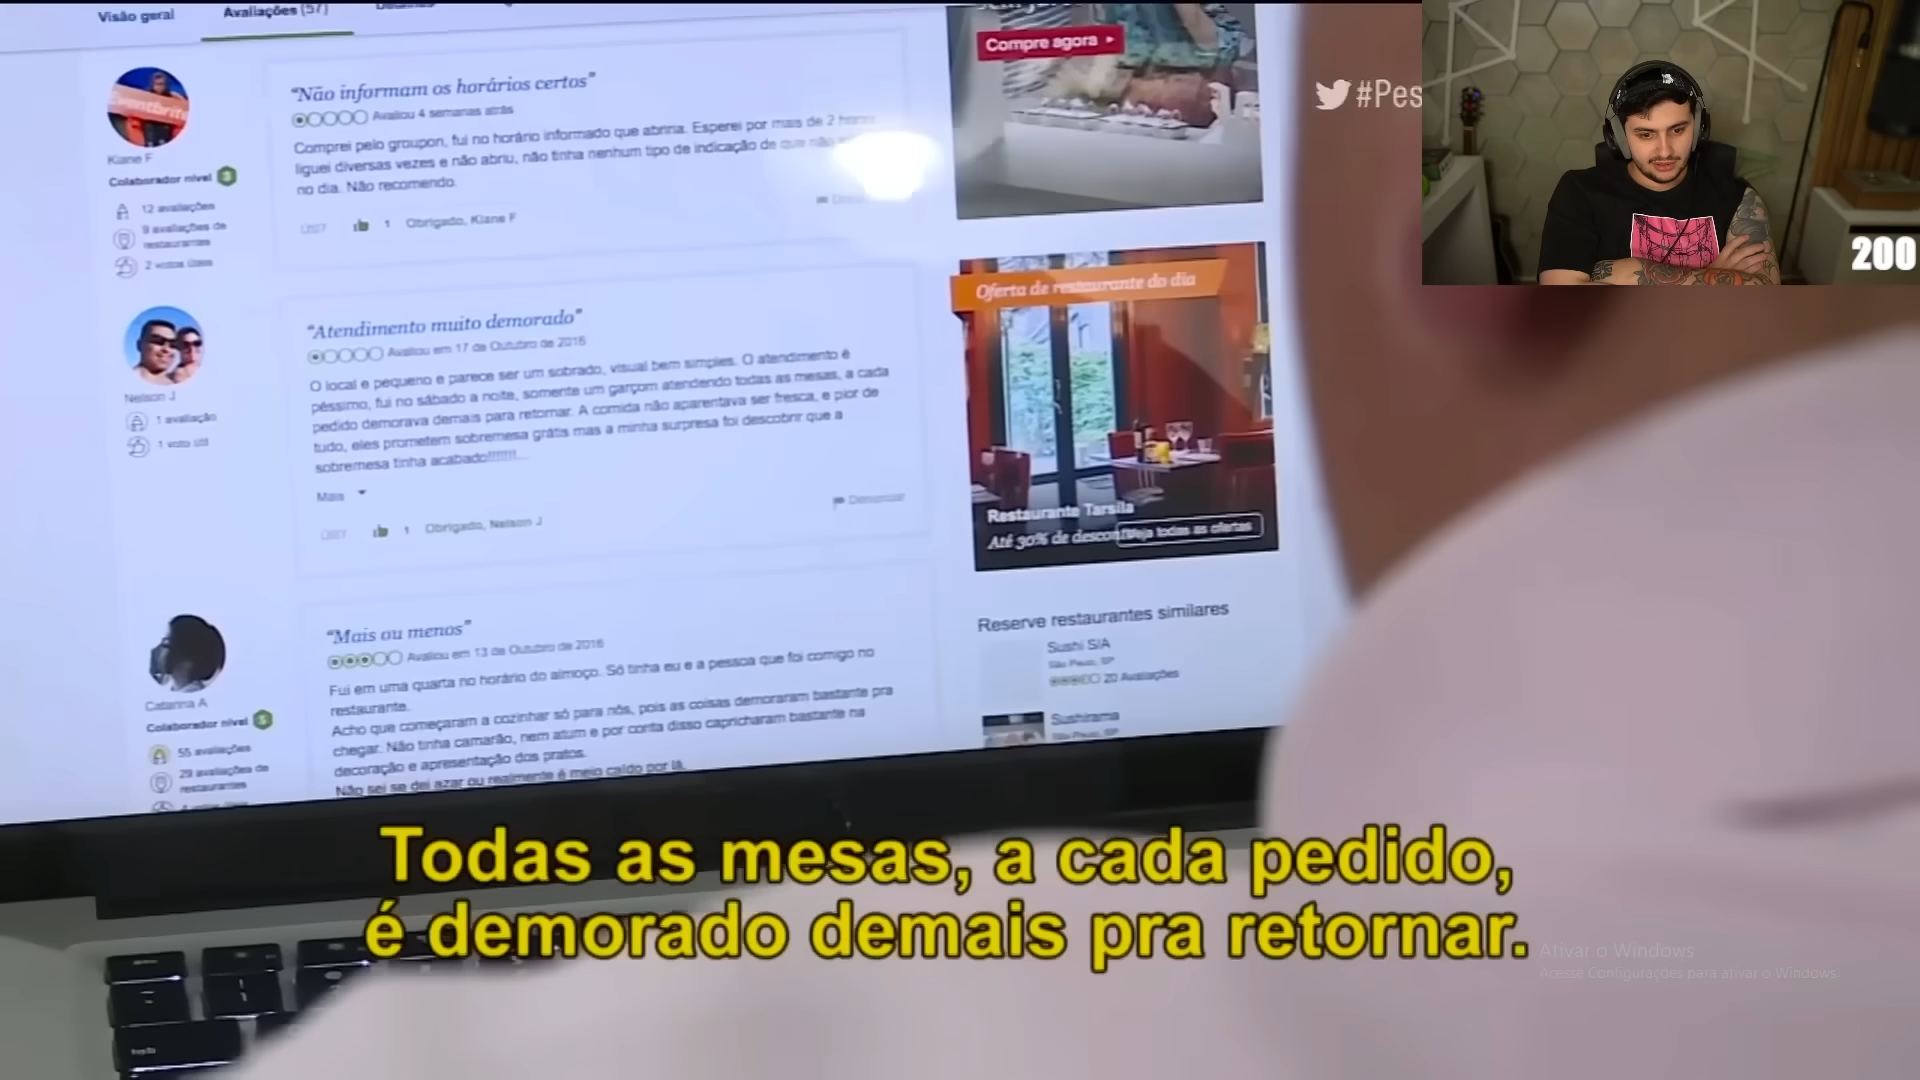 Visão geral
Avaliações (57)
“Não informam os horários certos”
Avaliou 4 semanas atrás
Comprei pelo groupon, fui no horário informado que abriria. Esperei por mais de 2 horas
liguei diversas vezes e não abriu, não tinha nenhum tipo de indicação de que não
no dia. Não recomendo.
1 Obrigado, Kiane F
Kiane F
Colaborador nível 3
12 avaliações
9 avaliações de
restaurantes
2 votos úteis
“Atendimento muito demorado”
Avaliou em 17 de Outubro de 2016
O local e pequeno e parece ser um sobrado, visual bem simples. O atendimento é
péssimo, fui no sábado a noite, somente um garçom atendendo todas as mesas, a cada
pedido demorava demais para retornar. A comida não aparentava ser fresca, e pior de
tudo, eles prometem sobremesa grátis mas a minha surpresa foi descobrir que a
sobremesa tinha acabado!!!!!!!...
Mais
Denunciar
1 Obrigado, Nelson J
Nelson J
1 avaliação
1 voto útil
“Mais ou menos”
Avaliou em 13 de Outubro de 2016
Fui em uma quarta no horário do almoço. Só tinha eu e a pessoa que foi comigo no
restaurante.
Acho que começaram a cozinhar só para nós, pois as coisas demoraram bastante pra
chegar. Não tinha camarão, nem atum e por conta disso capricharam bastante na
decoração e apresentação dos pratos.
Não sei se dei azar ou realmente é meio caído por lá.
Catarina A
Colaborador nível
55 avaliações
29 avaliações de
restaurantes
Compre agora
Oferta de restaurante do dia
Restaurante Tarsila
Até 30% de descon
Veja todas as ofertas
Reserve restaurantes similares
Sushi S/A
São Paulo, SP
20 Avaliações
Sushirama
São Paulo, SP
#Pes
200
Todas as mesas, a cada pedido,
é demorado demais pra retornar.
Ativar o Windows
Acesse Configurações para ativar o Windows.